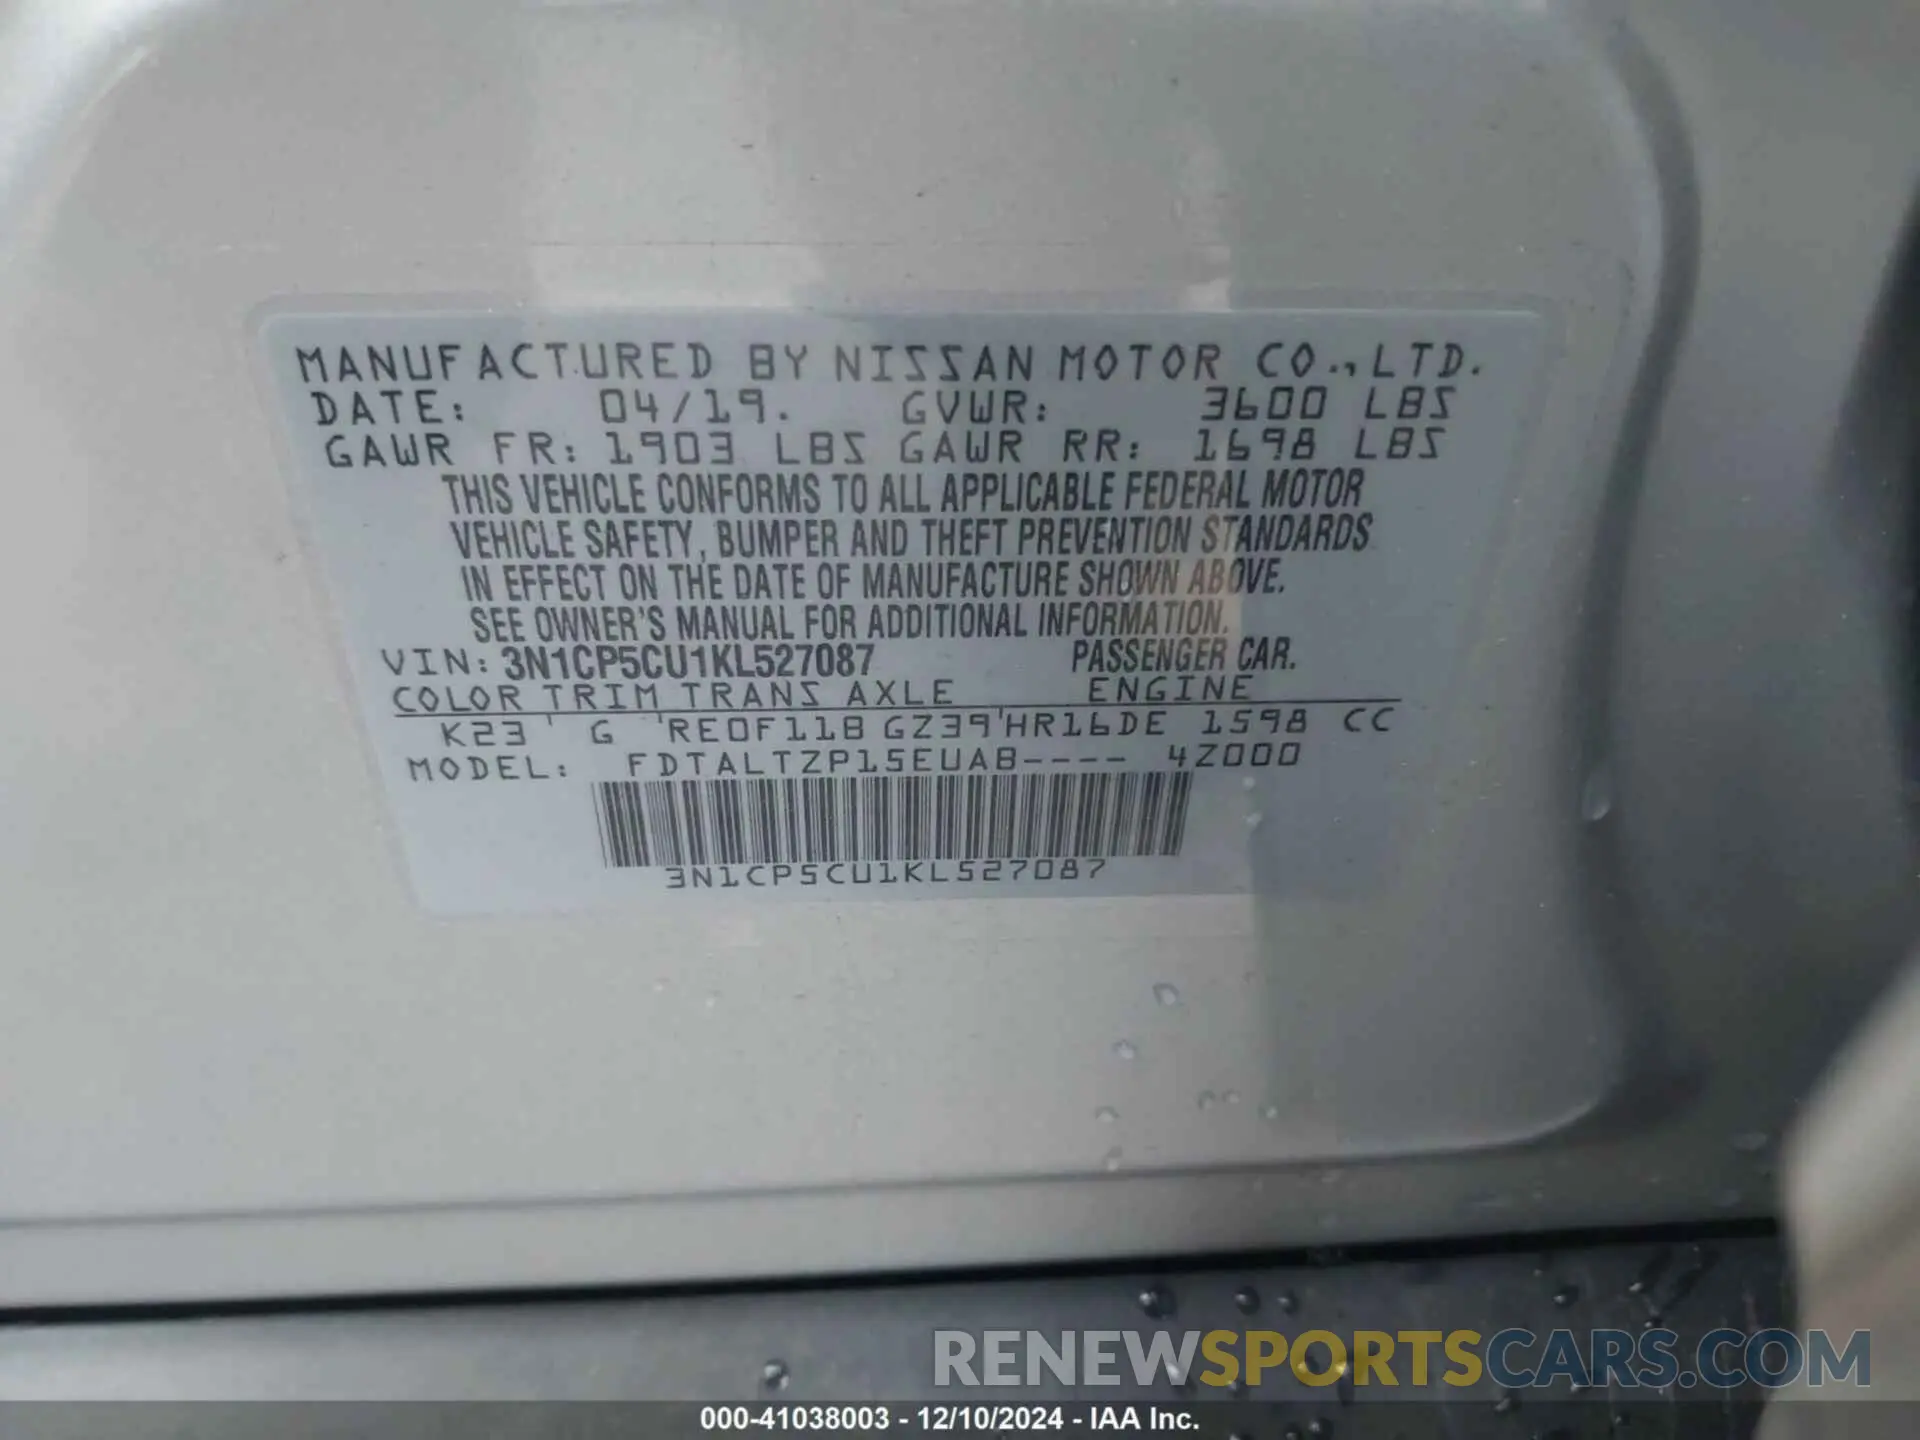 MANUFACTURED BY NISSAN MOTOR CO., LTD.
DATE: 04/19. GVWR: 3600 LBS
GAWR FR: 1903 LBS GAWR RR: 1698 LBS
THIS VEHICLE CONFORMS TO ALL APPLICABLE FEDERAL MOTOR
VEHICLE SAFETY, BUMPER AND THEFT PREVENTION STANDARDS
IN EFFECT ON THE DATE OF MANUFACTURE SHOWN ABOVE.
SEE OWNER'S MANUAL FOR ADDITIONAL INFORMATION.
VIN: 3N1CP5CU1KL527087 PASSENGER CAR.
COLOR TRIM TRANS AXLE ENGINE
K23 G RE0F11B GZ39 HR16DE 1598 CC
MODEL: FDTALTZP15EUAB---- 4Z000
3N1CP5CU1KL527087
RENEWSPORTSCARS.COM
000-41038003 - 12/10/2024 - IAA Inc.